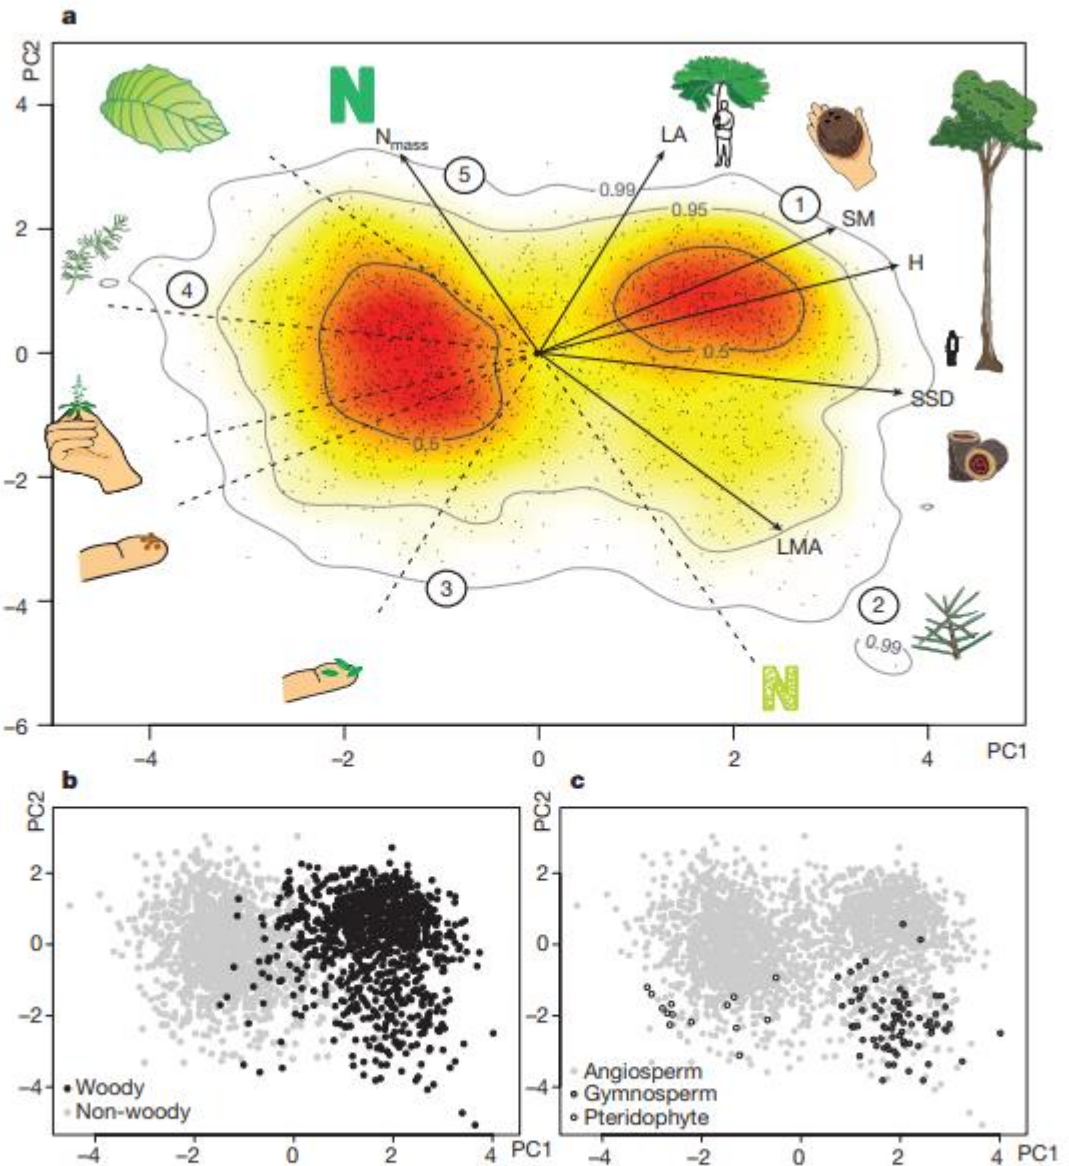 a
PC2
4
2
0
−2
−4
−6
N
N_mass
5
LA
0.99
1
0.95
SM
H
4
0.5
SSD
0.5
LMA
3
2
0.99
N
−4
−2
0
2
4
PC1
b
PC2
2
0
−2
−4
Woody
Non-woody
−4
−2
0
2
4
PC1
c
PC2
2
0
−2
−4
Angiosperm
Gymnosperm
Pteridophyte
−4
−2
0
2
4
PC1